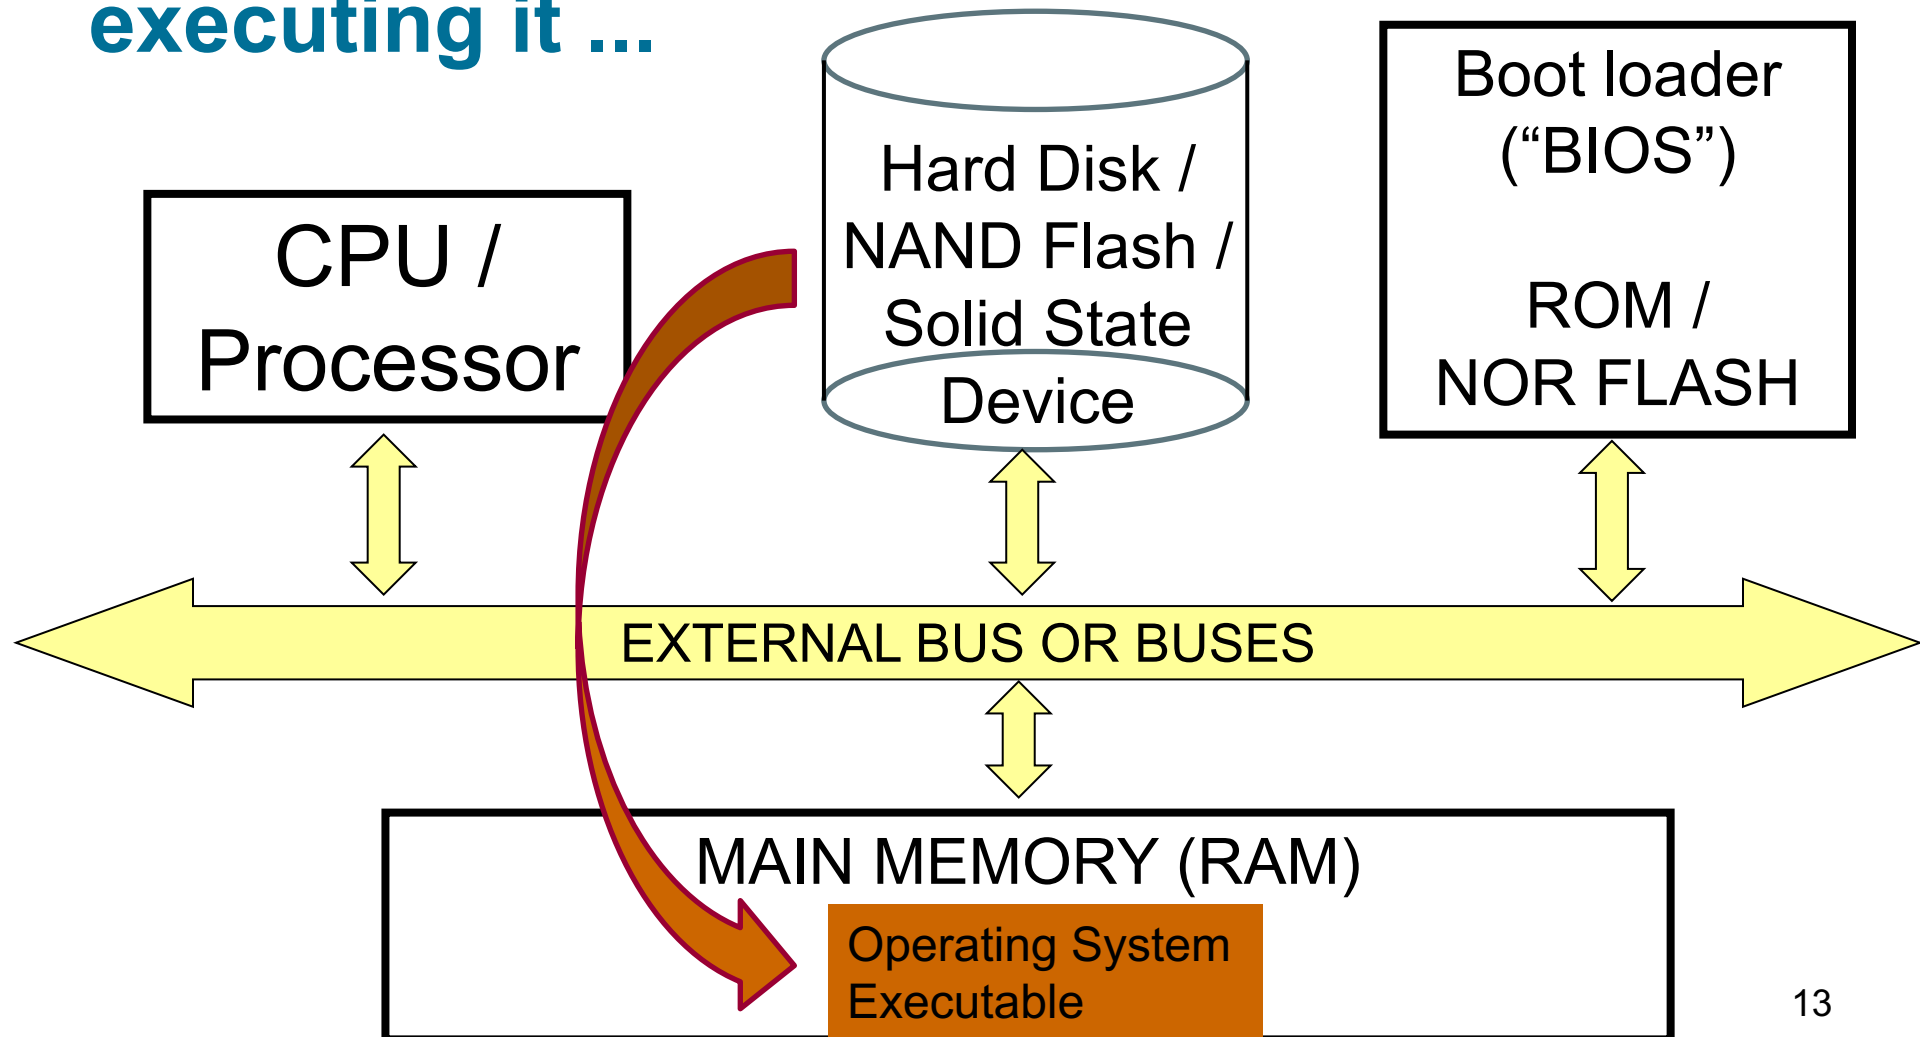 executing it ...
CPU /
Processor
Hard Disk /
NAND Flash /
Solid State
Device
Boot loader
(“BIOS”)
ROM /
NOR FLASH
EXTERNAL BUS OR BUSES
MAIN MEMORY (RAM)
Operating System
Executable
13